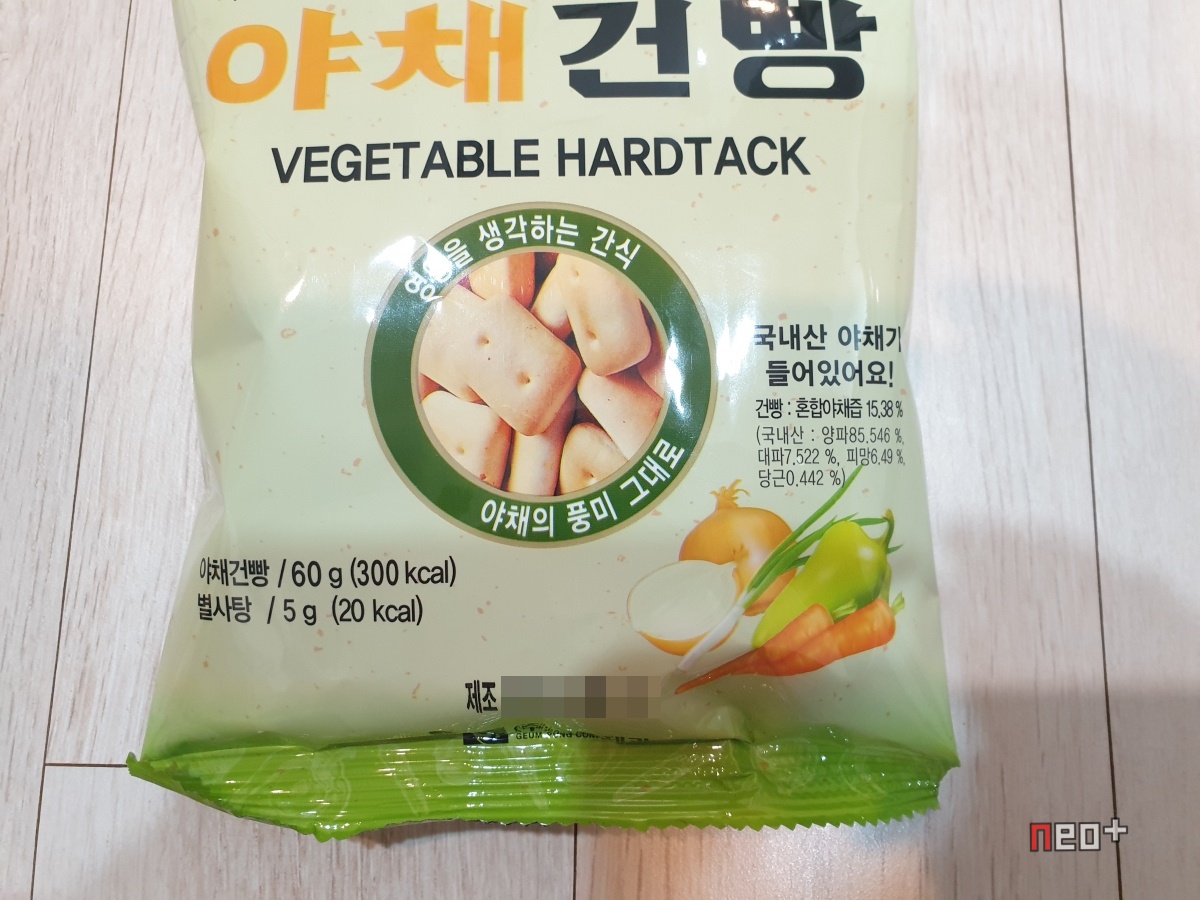 야채건빵
VEGETABLE HARDTACK
영양을 생각하는 간식
야채의 풍미 그대로
국내산 야채가
들어있어요!
건빵 : 혼합야채즙 15.38 %
(국내산 : 양파85.546 %,
대파7.522 %, 피망6.49 %,
당근0.442 %)
야채건빵 / 60 g (300 kcal)
별사탕 / 5 g (20 kcal)
제조
neo+